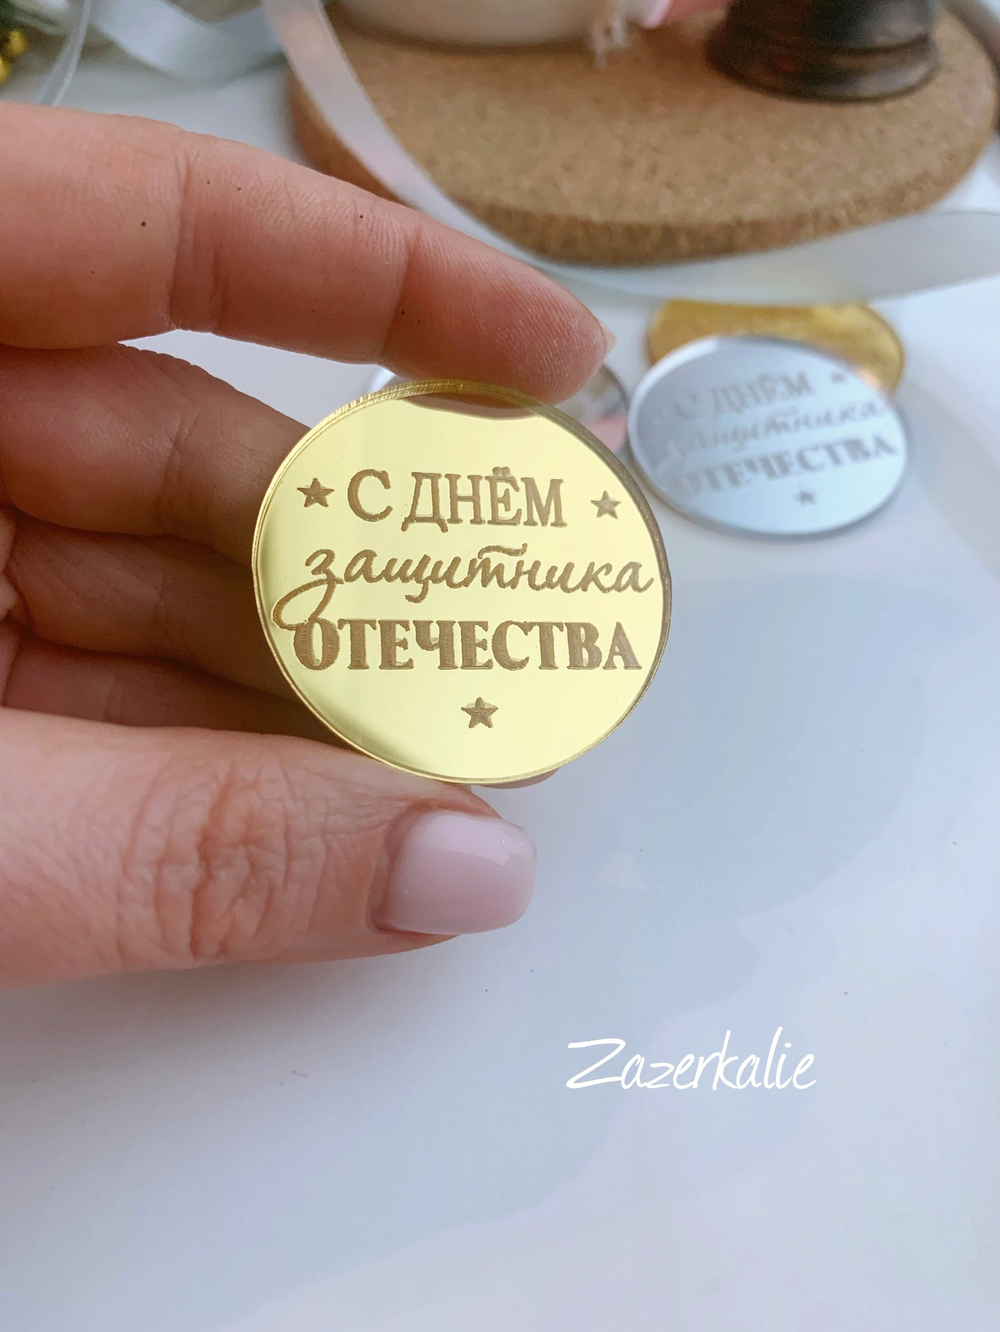 С ДНЁМ
защитника
ОТЕЧЕСТВА
С ДНЁМ
защитника
ОТЕЧЕСТВА
Zazerkalie